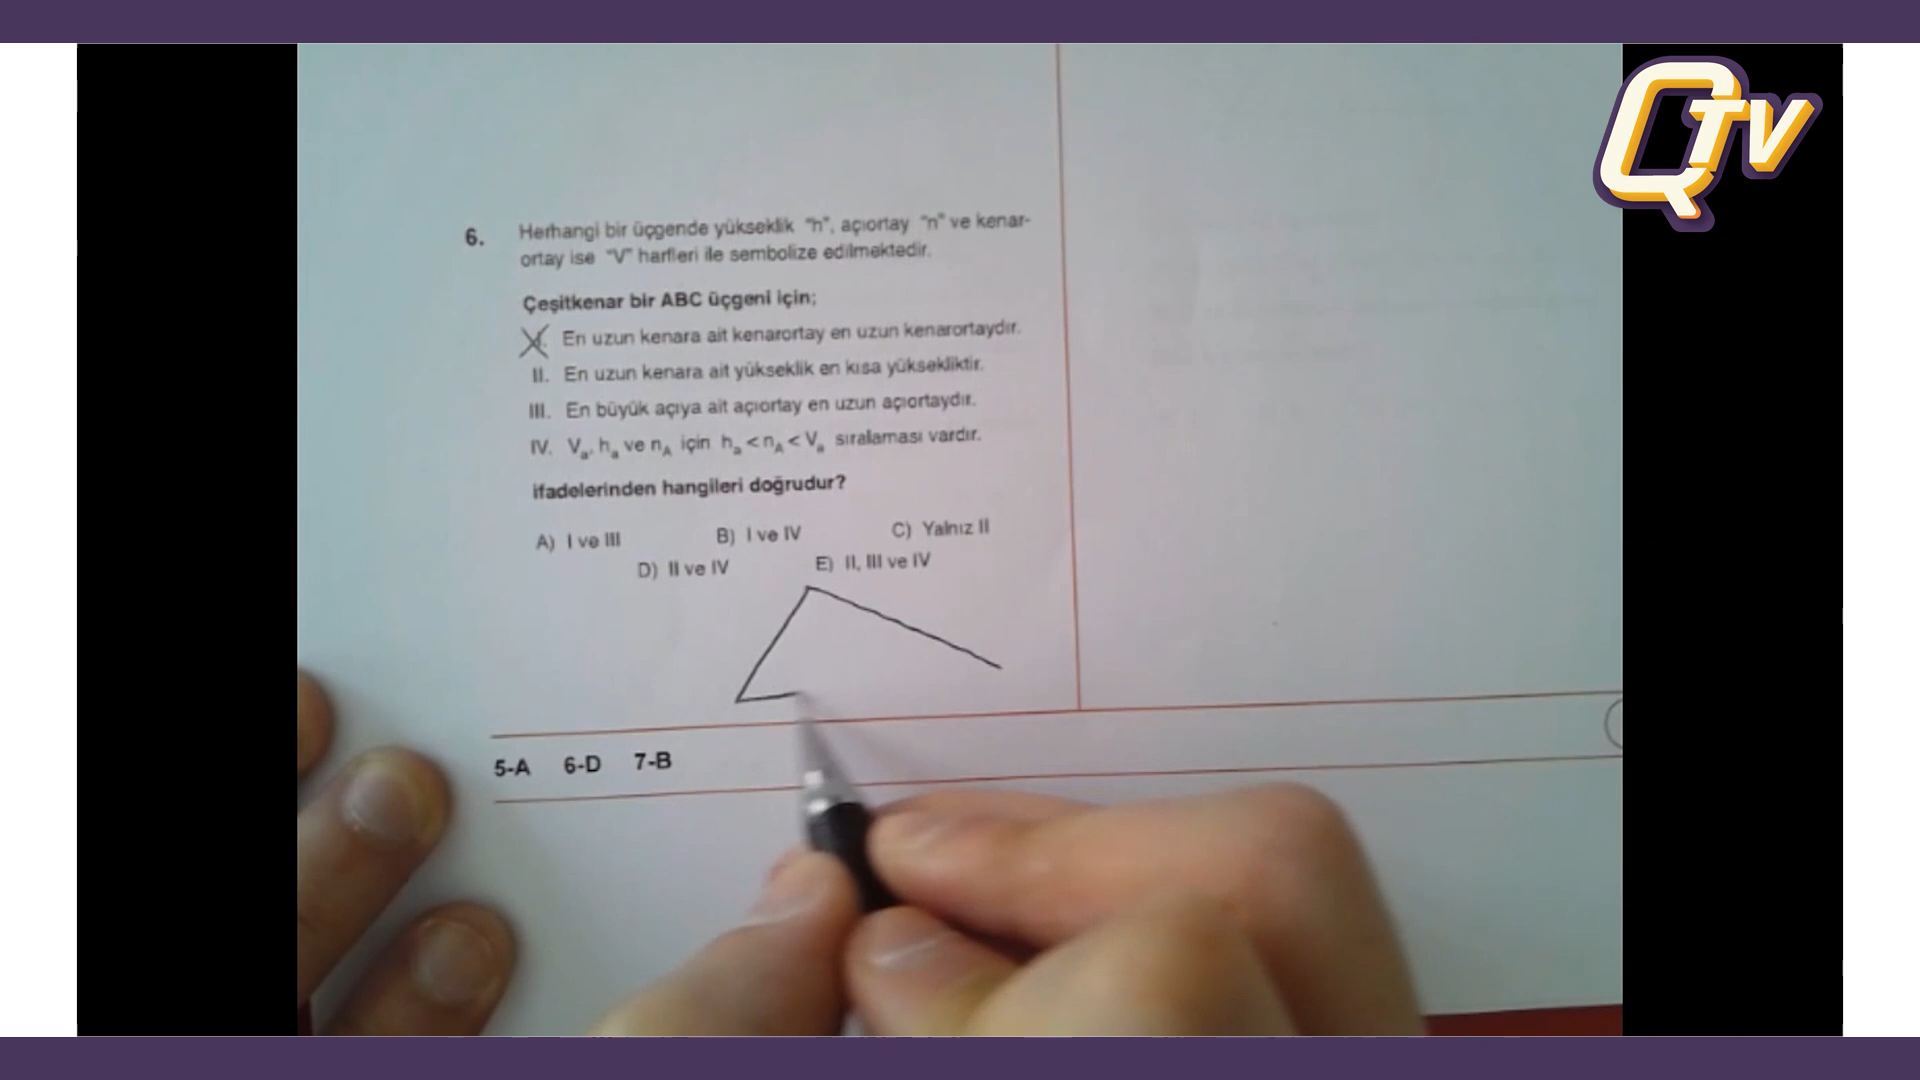 QTV
6. Herhangi bir üçgende yükseklik "h", açıortay "n" ve kenar-
ortay ise "V" harfleri ile sembolize edilmektedir.
Çeşitkenar bir ABC üçgeni için;
I. En uzun kenara ait kenarortay en uzun kenarortaydır.
II. En uzun kenara ait yükseklik en kısa yüksekliktir.
III. En büyük açıya ait açıortay en uzun açıortaydır.
IV. Vₐ, hₐ ve n_A için hₐ < n_A < Vₐ sıralaması vardır.
ifadelerinden hangileri doğrudur?
A) I ve III B) I ve IV C) Yalnız II
D) II ve IV E) II, III ve IV
5-A 6-D 7-B